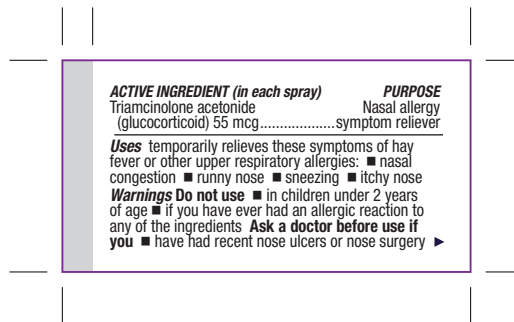 ACTIVE INGREDIENT (in each spray) PURPOSE
Triamcinolone acetonide Nasal allergy
(glucocorticoid) 55 mcg...................symptom reliever
Uses temporarily relieves these symptoms of hay
fever or other upper respiratory allergies: ■ nasal
congestion ■ runny nose ■ sneezing ■ itchy nose
Warnings Do not use ■ in children under 2 years
of age ■ if you have ever had an allergic reaction to
any of the ingredients Ask a doctor before use if
you ■ have had recent nose ulcers or nose surgery ►